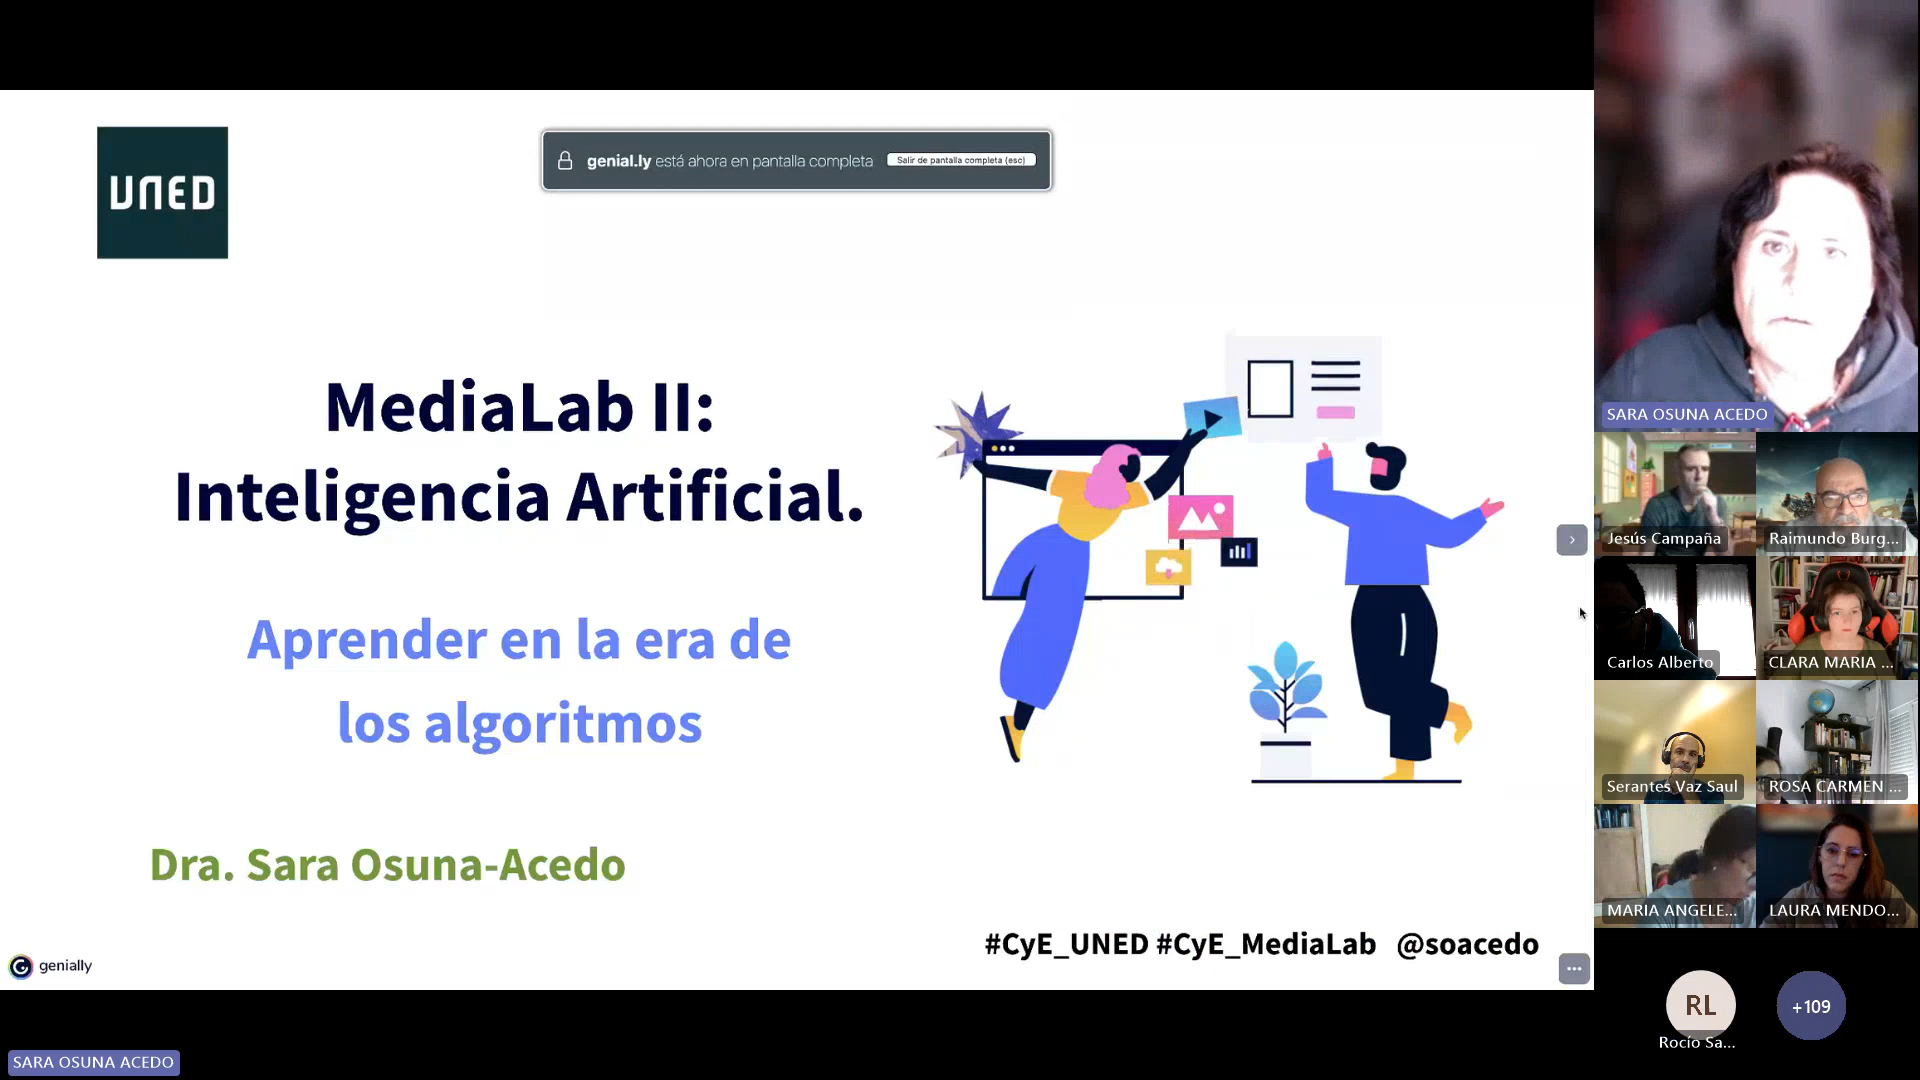 UNED
genial.ly está ahora en pantalla completa
Salir de pantalla completa (esc)
MediaLab II:
Inteligencia Artificial.
Aprender en la era de
los algoritmos
Dra. Sara Osuna-Acedo
#CyE_UNED #CyE_MediaLab @soacedo
genially
SARA OSUNA ACEDO
SARA OSUNA ACEDO
Jesús Campaña
Raimundo Burg...
Carlos Alberto
CLARA MARIA ...
Serantes Vaz Saul
ROSA CARMEN ...
MARIA ANGELE...
LAURA MENDO...
RL
Rocío Sa...
+109